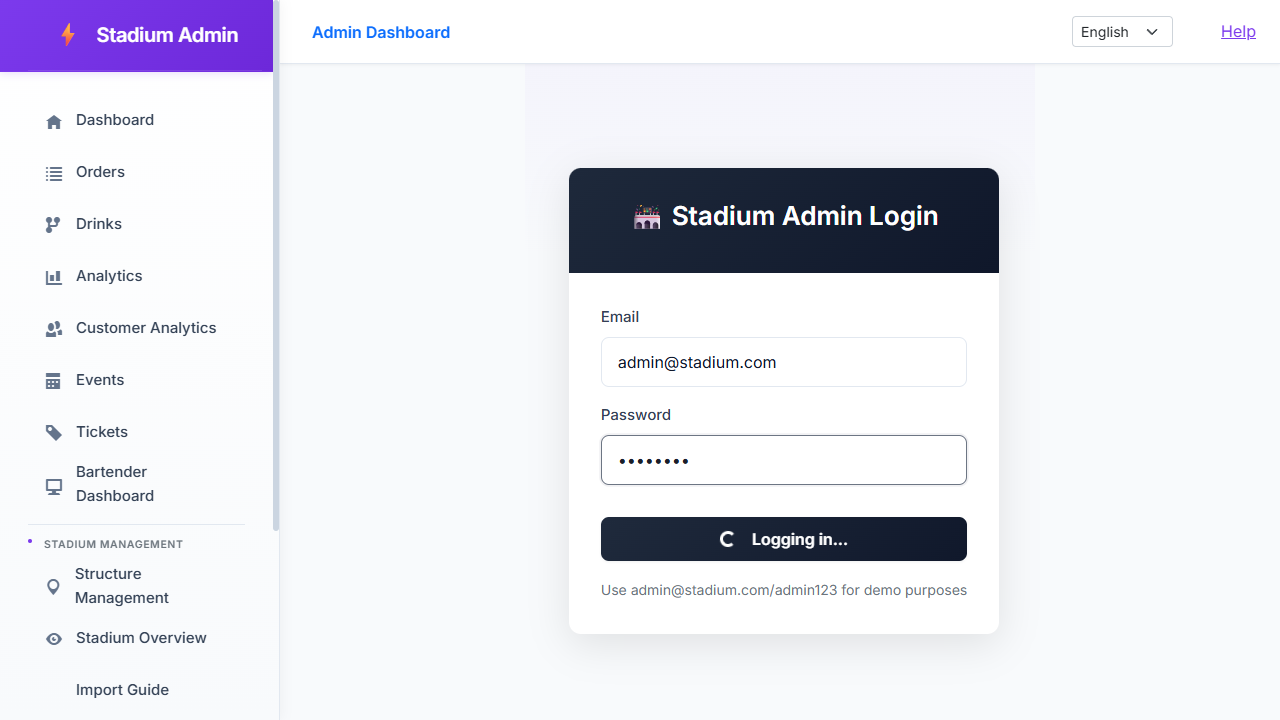 Stadium Admin
Admin Dashboard
English
Help
Dashboard
Orders
Drinks
Analytics
Customer Analytics
Events
Tickets
Bartender
Dashboard
STADIUM MANAGEMENT
Structure
Management
Stadium Overview
Import Guide
Stadium Admin Login
Email
admin@stadium.com
Password
••••••••
Logging in...
Use admin@stadium.com/admin123 for demo purposes